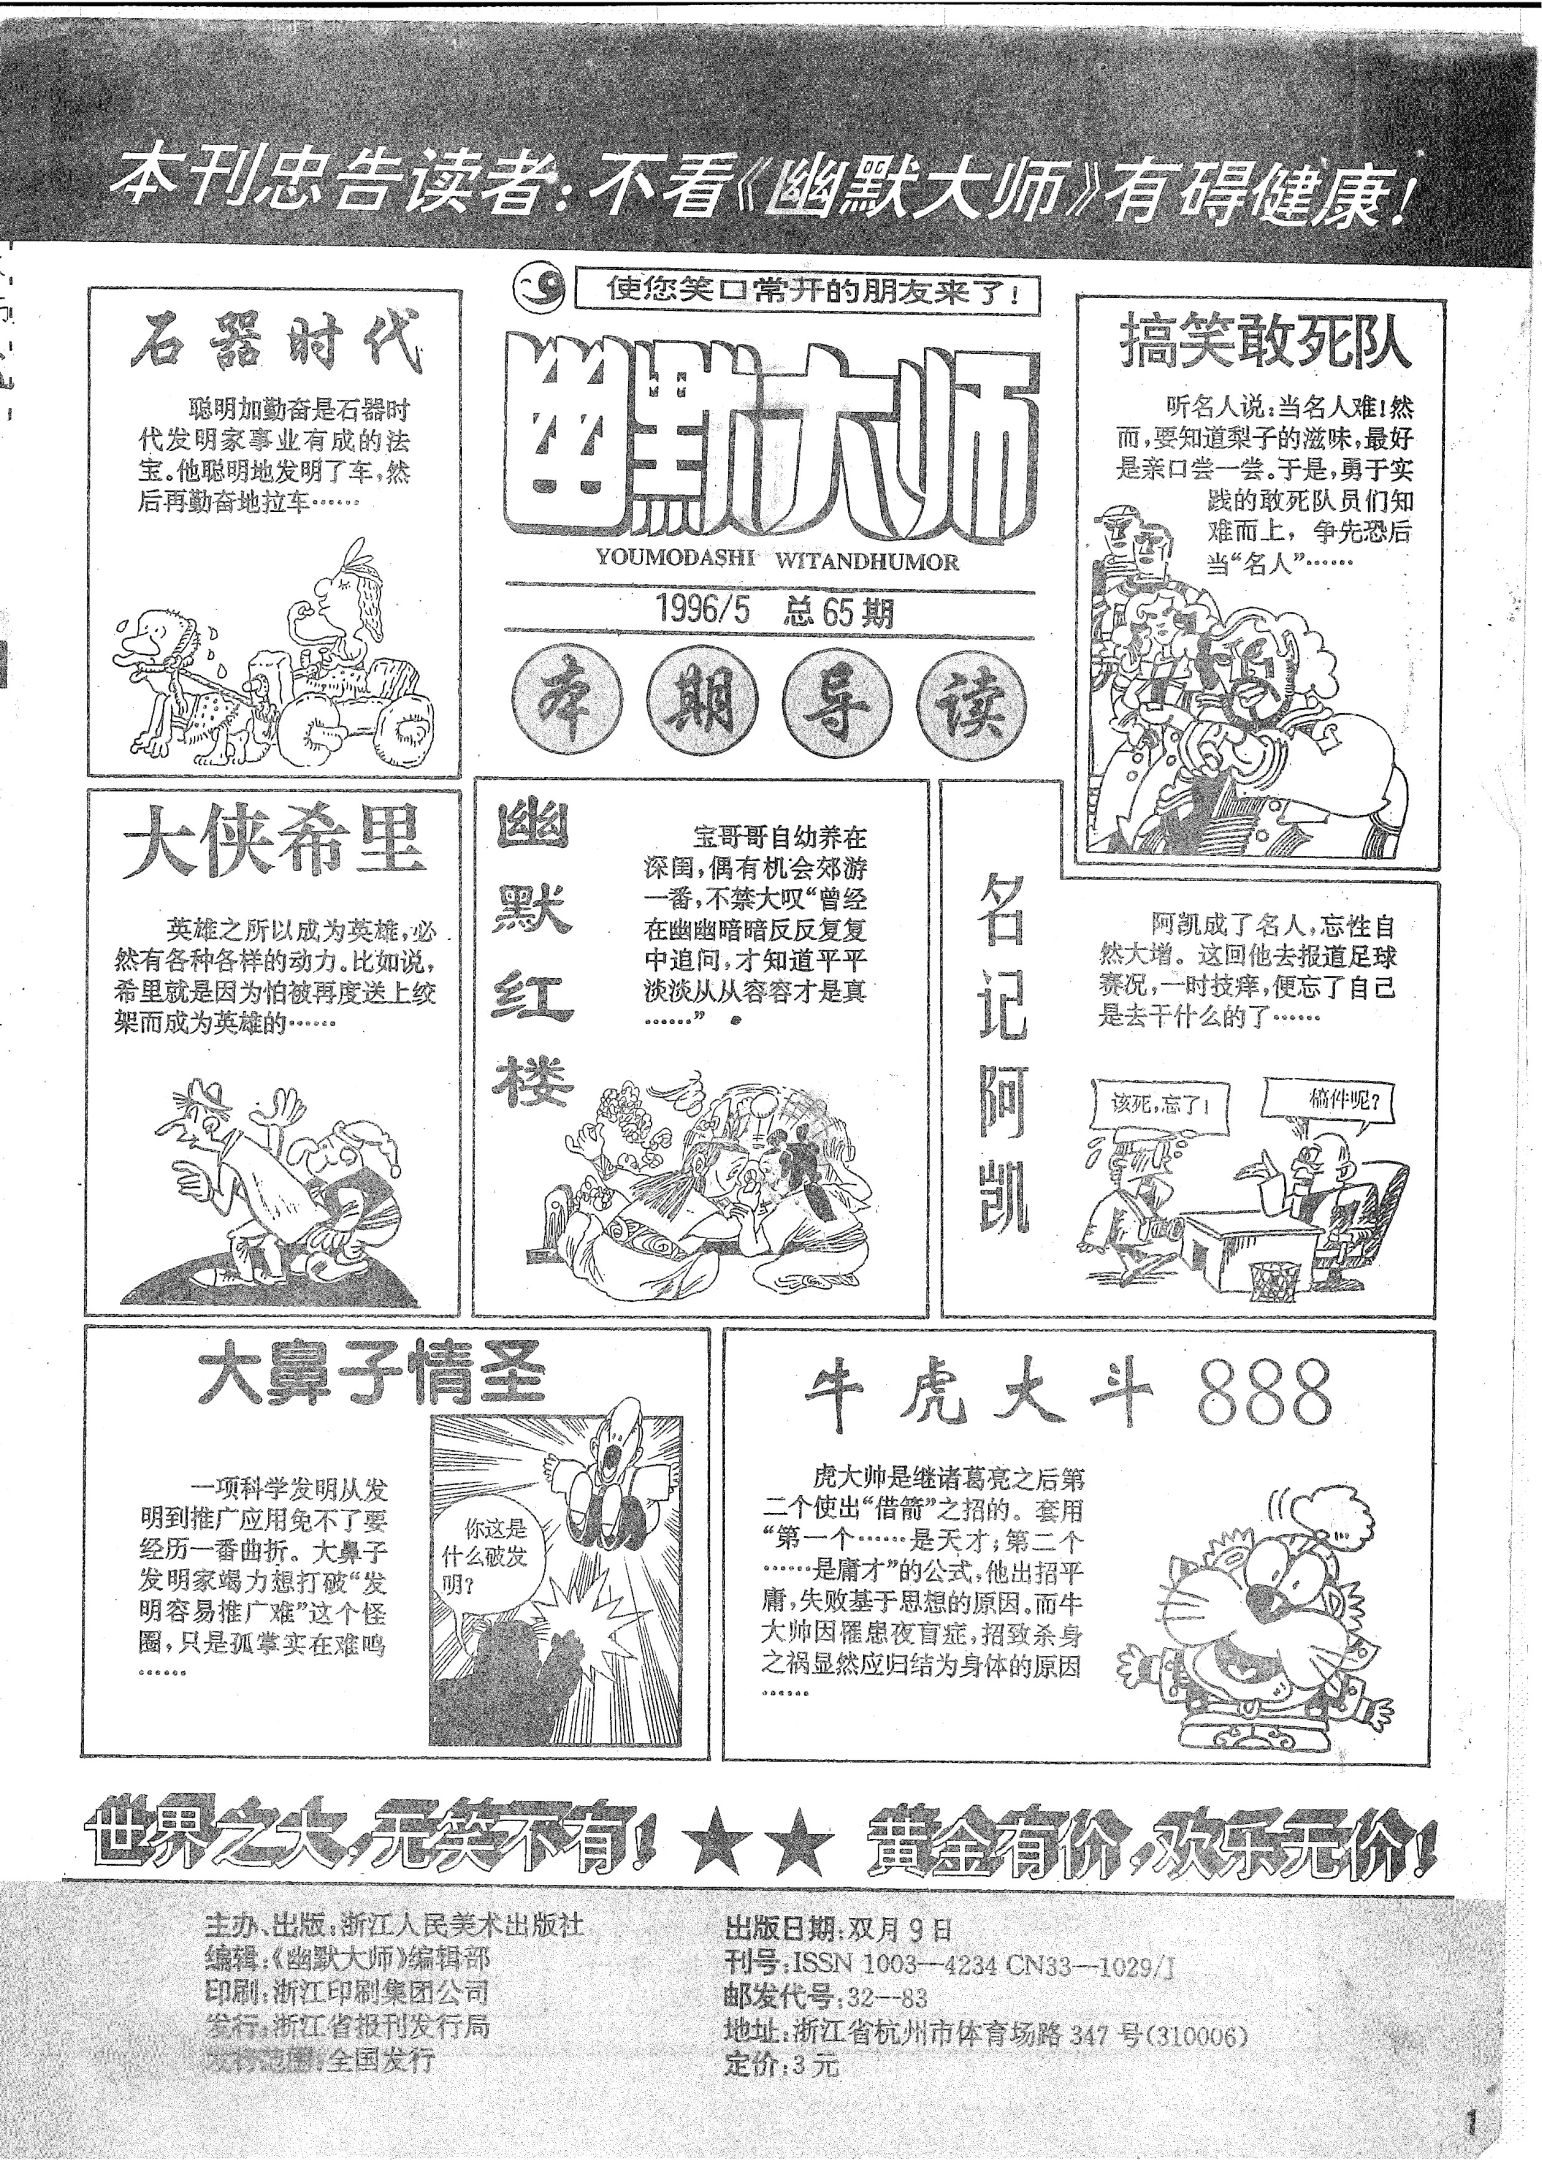 本刊忠告读者:不看《幽默大师》有碍健康!
使您笑口常开的朋友来了!
幽默大师
YOUMODASHI WITANDHUMOR
1996/5 总65期
本期导读
石器时代
聪明加勤奋是石器时
代发明家事业有成的法
宝。他聪明地发明了车,然
后再勤奋地拉车……
搞笑敢死队
听名人说:当名人难!然
而,要知道梨子的滋味,最好
是亲口尝一尝。于是,勇于实
践的敢死队员们知
难而上,争先恐后
当“名人”……
大侠希里
英雄之所以成为英雄,必
然有各种各样的动力。比如说,
希里就是因为怕被再度送上绞
架而成为英雄的……
幽默红楼
宝哥哥自幼养在
深闺,偶有机会郊游
一番,不禁大叹“曾经
在幽幽暗暗反反复复
中追问,才知道平平
淡淡从从容容才是真
……”
名记阿凯
阿凯成了名人,忘性自
然大增。这回他去报道足球
赛况,一时技痒,便忘了自己
是去干什么的了……
该死,忘了!
稿件呢?
大鼻子情圣
一项科学发明从发
明到推广应用免不了要
经历一番曲折。大鼻子
发明家竭力想打破“发
明容易推广难”这个怪
圈,只是孤掌实在难鸣
……
你这是
什么破发
明?
牛虎大斗888
虎大帅是继诸葛亮之后第
二个使出“借箭”之招的。套用
“第一个……是天才;第二个
……是庸才”的公式,他出招平
庸,失败基于思想的原因。而牛
大帅因罹患夜盲症,招致杀身
之祸显然应归结为身体的原因
……
世界之大,无笑不有!★★黄金有价,欢乐无价!
主办、出版:浙江人民美术出版社
编辑:《幽默大师》编辑部
印刷:浙江印刷集团公司
发行:浙江省报刊发行局
发行范围:全国发行
出版日期:双月9日
刊号:ISSN 1003—4234 CN33—1029/J
邮发代号:32—83
地址:浙江省杭州市体育场路347号(310006)
定价:3元
1